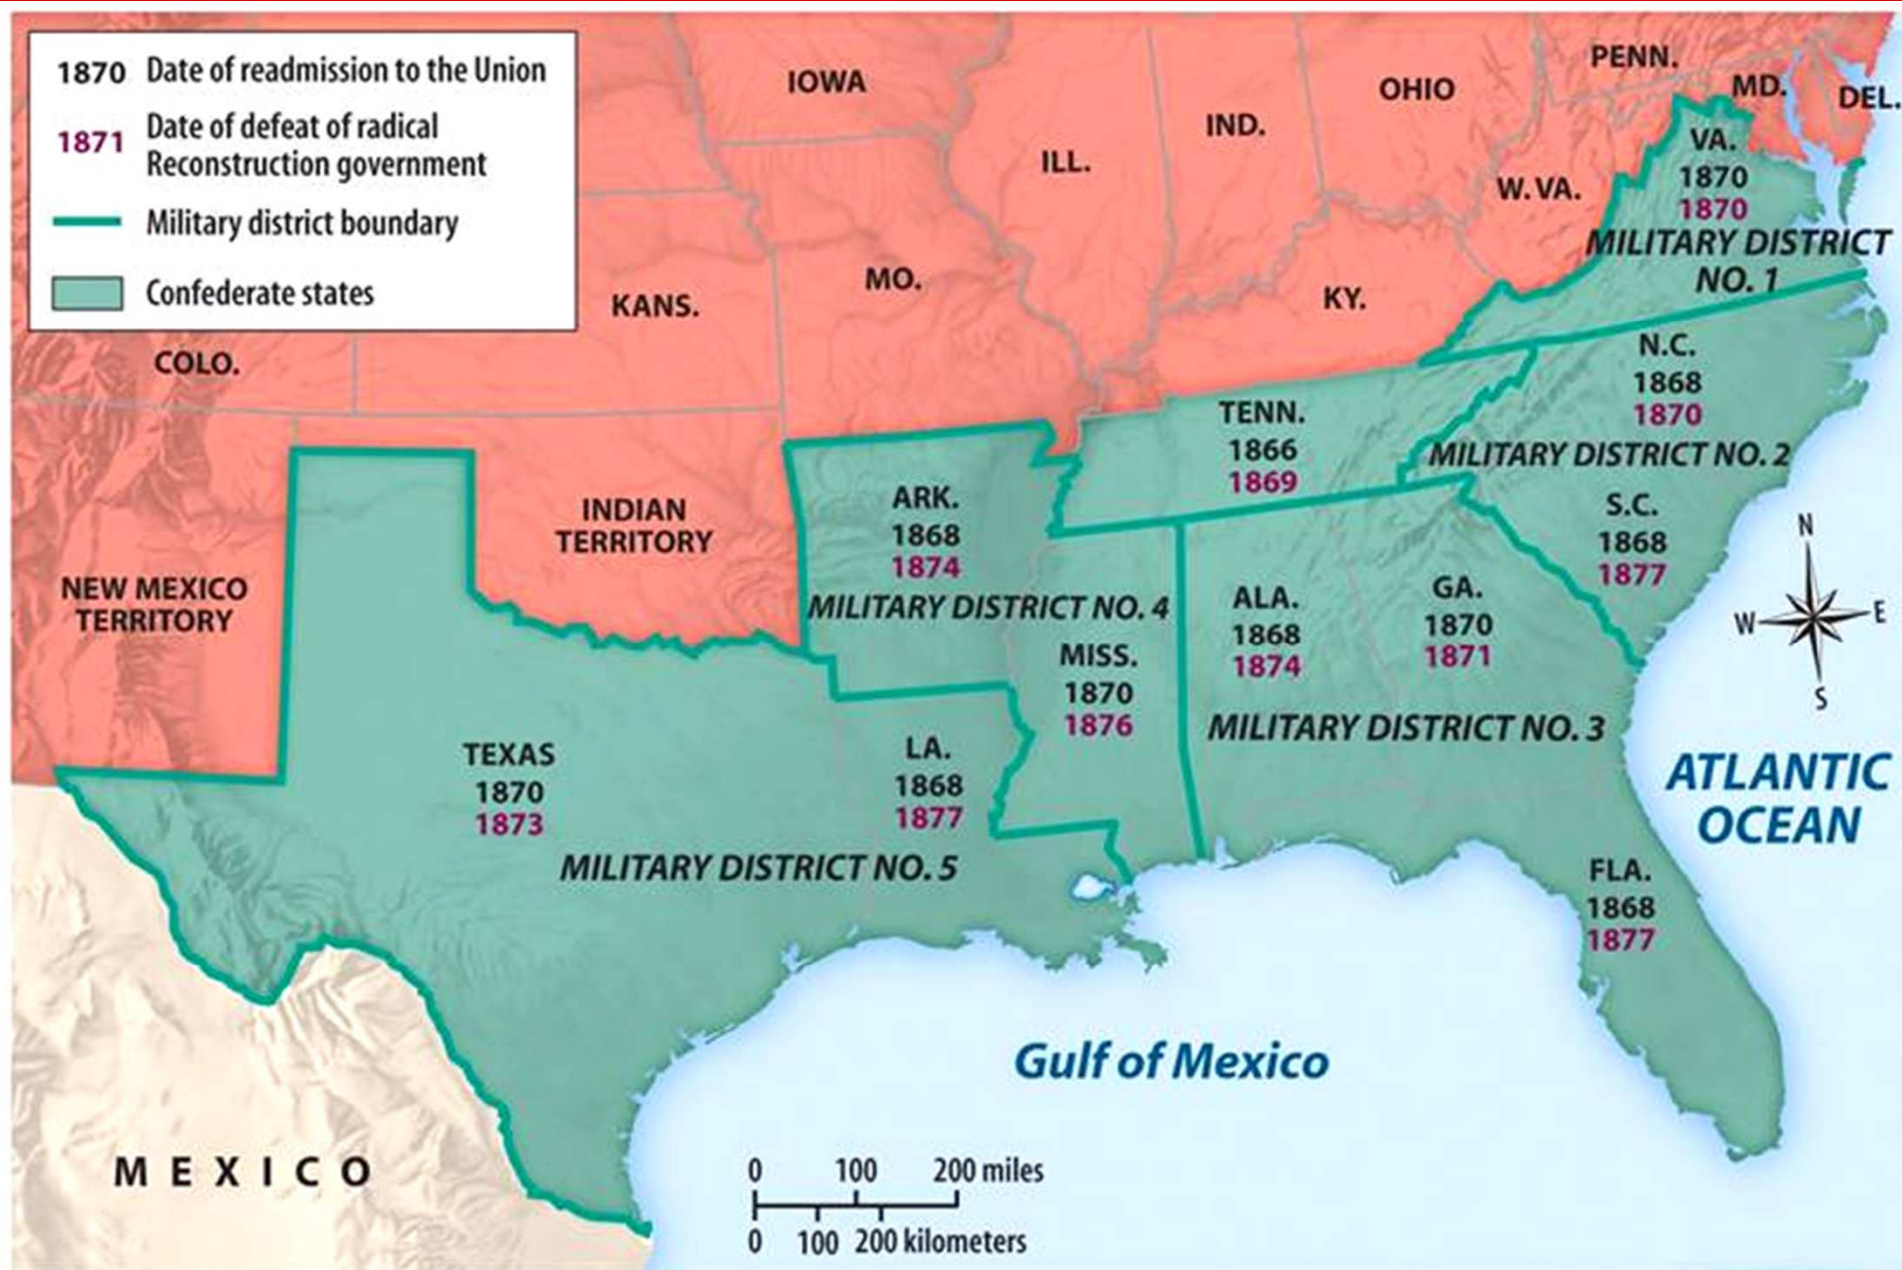 1870 Date of readmission to the Union
1871 Date of defeat of radical
Reconstruction government
Military district boundary
Confederate states
IOWA
ILL.
IND.
OHIO
PENN.
MD.
DEL.
W. VA.
VA.
1870
1870
MILITARY DISTRICT
NO. 1
COLO.
KANS.
MO.
KY.
N.C.
1868
1870
MILITARY DISTRICT NO. 2
S.C.
1868
1877
TENN.
1866
1869
NEW MEXICO
TERRITORY
INDIAN
TERRITORY
ARK.
1868
1874
MILITARY DISTRICT NO. 4
MISS.
1870
1876
ALA.
1868
1874
GA.
1870
1871
MILITARY DISTRICT NO. 3
N
W
E
S
TEXAS
1870
1873
LA.
1868
1877
MILITARY DISTRICT NO. 5
FLA.
1868
1877
ATLANTIC
OCEAN
Gulf of Mexico
MEXICO
0 100 200 miles
0 100 200 kilometers